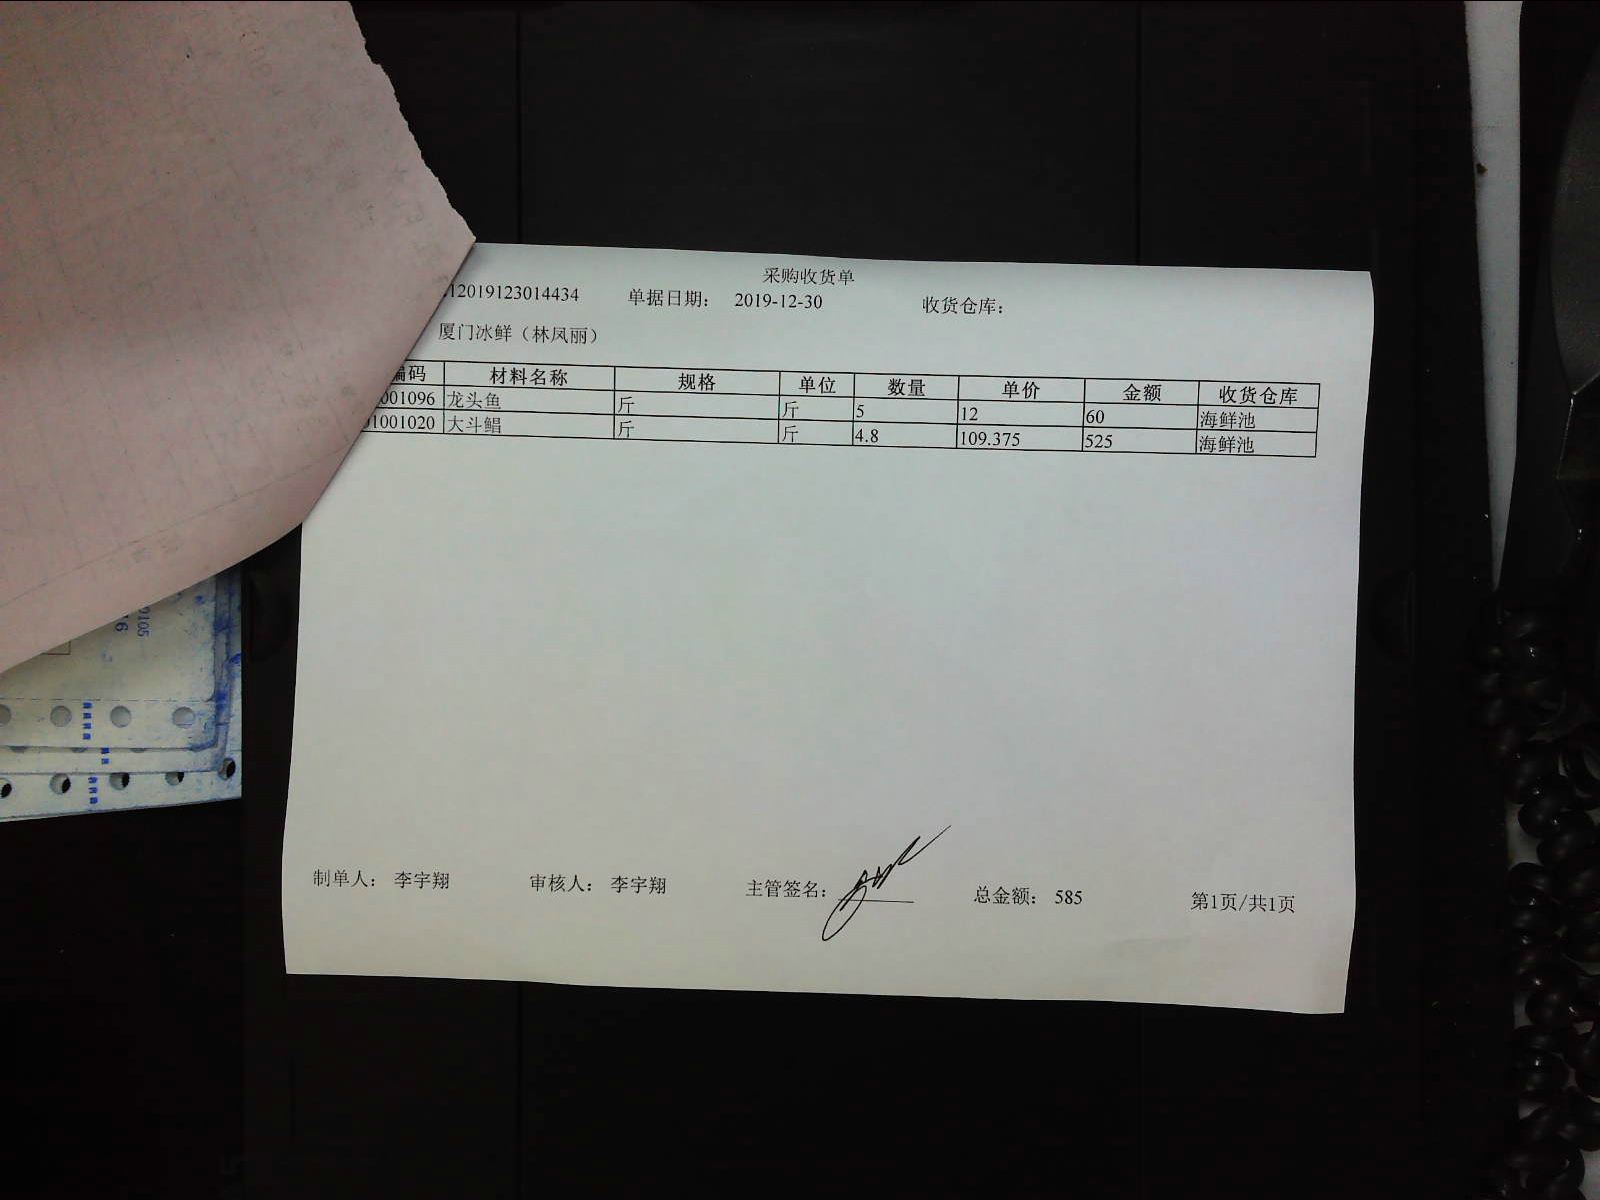 采购收货单
12019123014434 单据日期： 2019-12-30 收货仓库：
厦门冰鲜（林凤丽）
编码 材料名称 规格 单位 数量 单价 金额 收货仓库
001096 龙头鱼 斤 斤 5 12 60 海鲜池
01001020 大斗鲳 斤 斤 4.8 109.375 525 海鲜池
制单人： 李宇翔 审核人： 李宇翔 主管签名： 总金额： 585 第1页/共1页
9105